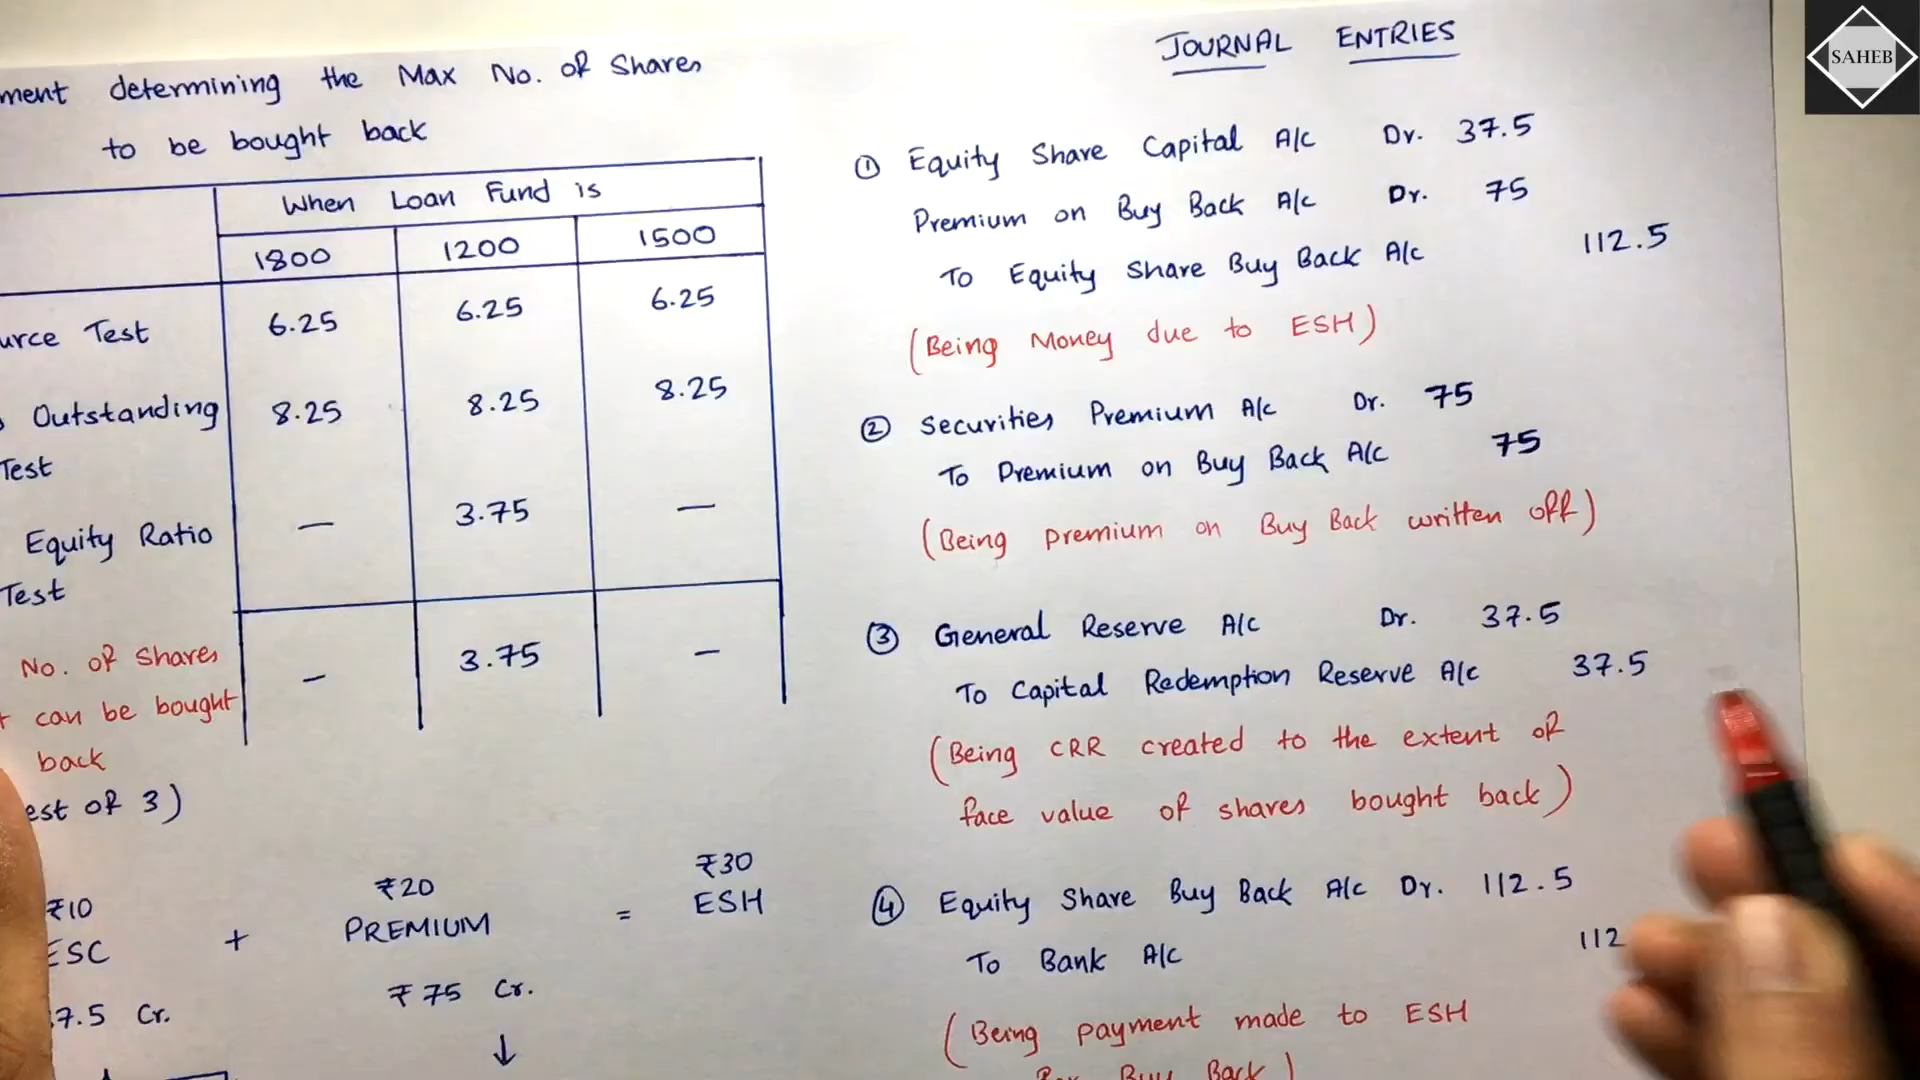 determining the Max No. of Shares
to be bought back
When Loan Fund is
1800 1200 1500
Test 6.25 6.25 6.25
Outstanding 8.25 8.25 8.25
Test
Equity Ratio — 3.75 —
Test
No. of Shares – 3.75 –
can be bought
back
of 3)
₹10 ₹20 ₹30
ESC + PREMIUM = ESH
7.5 Cr. ₹75 Cr.
↓
JOURNAL ENTRIES
① Equity Share Capital A/c Dr. 37.5
Premium on Buy Back A/c Dr. 75
To Equity Share Buy Back A/c 112.5
(Being Money due to ESH)
② Securities Premium A/c Dr. 75
To Premium on Buy Back A/c 75
(Being premium on Buy Back written off)
③ General Reserve A/c Dr. 37.5
To Capital Redemption Reserve A/c 37.5
(Being CRR created to the extent of
face value of shares bought back)
④ Equity Share Buy Back A/c Dr. 112.5
To Bank A/c 112
(Being payment made to ESH
Buy Back)
SAHEB